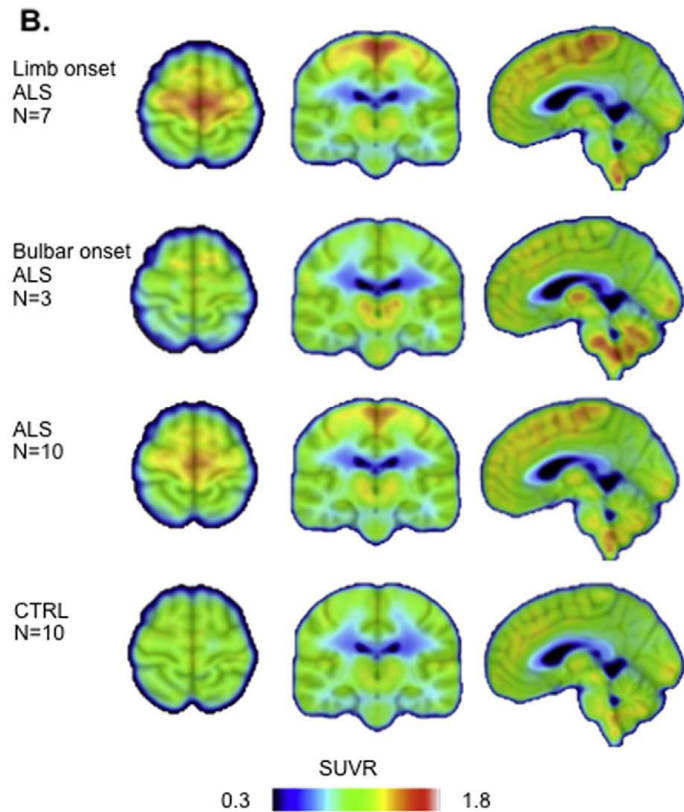 B.
Limb onset
ALS
N=7
Bulbar onset
ALS
N=3
ALS
N=10
CTRL
N=10
SUVR
0.3 1.8